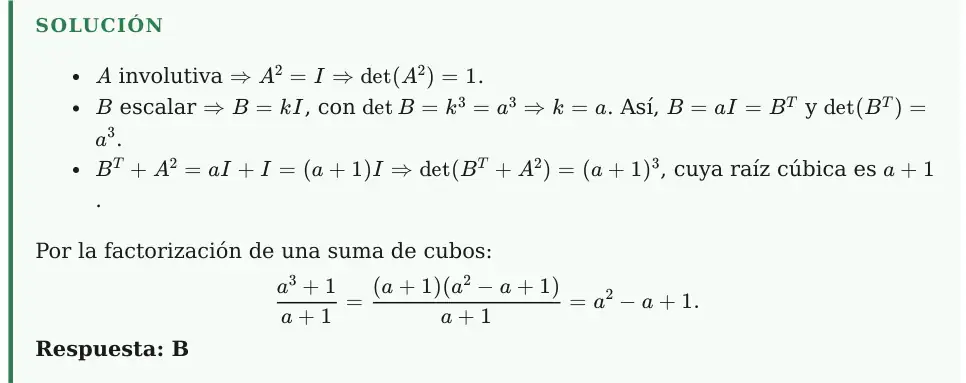 SOLUCIÓN
• A involutiva ⇒ A² = I ⇒ det(A²) = 1.
• B escalar ⇒ B = kI, con det B = k³ = a³ ⇒ k = a. Así, B = aI = Bᵀ y det(Bᵀ) =
a³.
• Bᵀ + A² = aI + I = (a + 1)I ⇒ det(Bᵀ + A²) = (a + 1)³, cuya raíz cúbica es a + 1
.
Por la factorización de una suma de cubos:
\frac{a³ + 1}{a + 1} = \frac{(a + 1)(a² − a + 1)}{a + 1} = a² − a + 1.
Respuesta: B